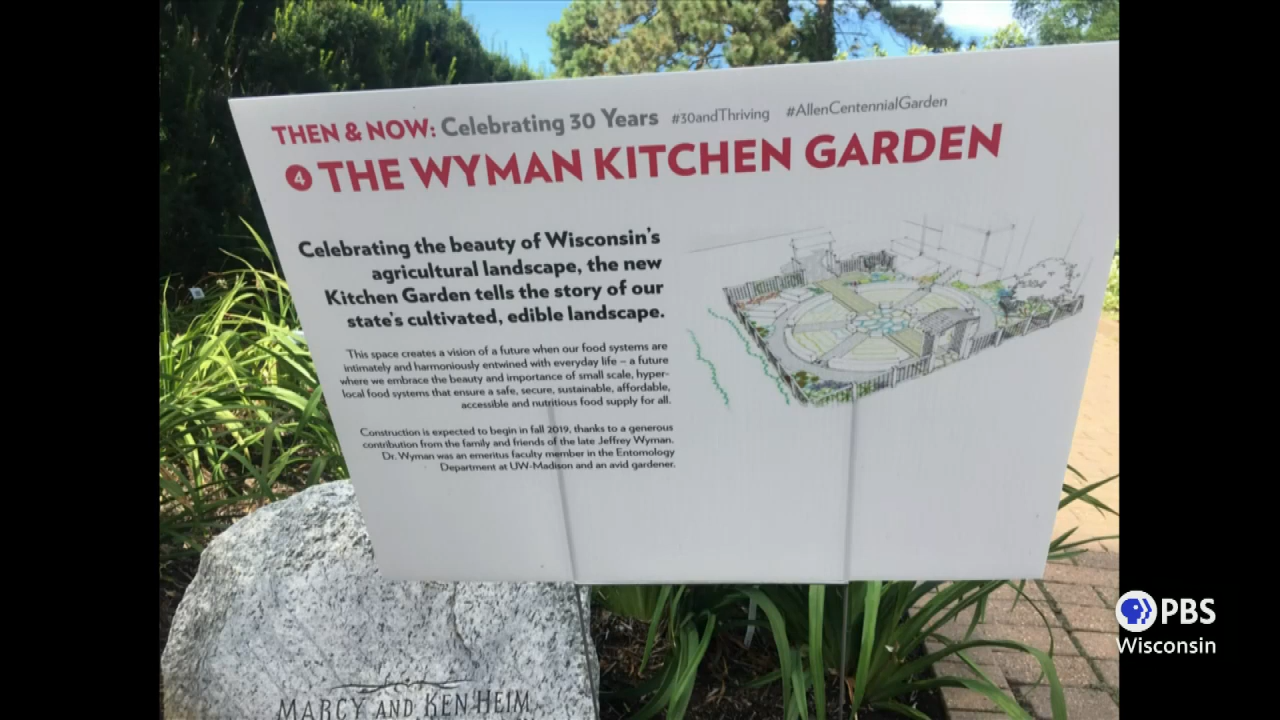 THEN & NOW: Celebrating 30 Years #30andThriving #AllenCentennialGarden
4 THE WYMAN KITCHEN GARDEN
Celebrating the beauty of Wisconsin's
agricultural landscape, the new
Kitchen Garden tells the story of our
state's cultivated, edible landscape.
This space creates a vision of a future when our food systems are
intimately and harmoniously entwined with everyday life – a future
where we embrace the beauty and importance of small scale, hyper-
local food systems that ensure a safe, secure, sustainable, affordable,
accessible and nutritious food supply for all.
Construction is expected to begin in fall 2019, thanks to a generous
contribution from the family and friends of the late Jeffrey Wyman.
Dr. Wyman was an emeritus faculty member in the Entomology
Department at UW-Madison and an avid gardener.
MARCY AND KEN HEIM
PBS
Wisconsin